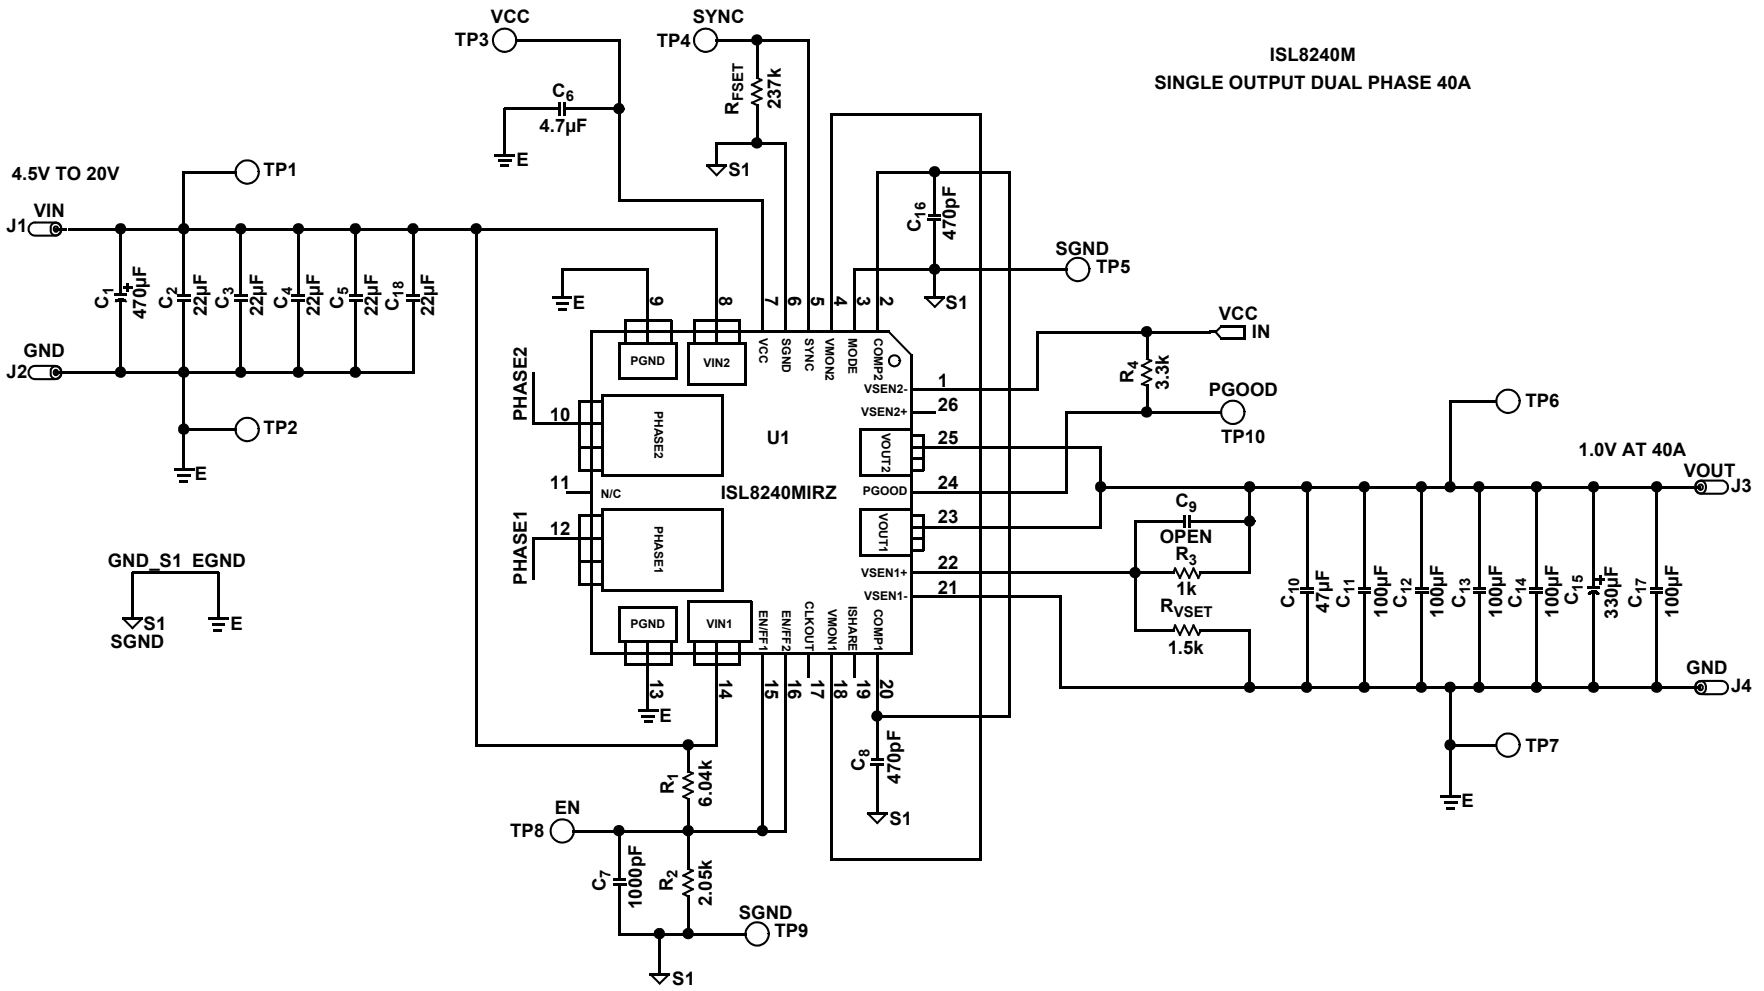 ISL8240M
SINGLE OUTPUT DUAL PHASE 40A
VCC
TP3
SYNC
TP4
C6
4.7µF
E
RFSET
237k
S1
4.5V TO 20V
TP1
VIN
J1
C1
+
470µF
C2
22µF
C3
22µF
C4
22µF
C5
22µF
C18
22µF
GND
J2
TP2
E
C16
470pF
SGND
TP5
S1
E
9
8
7
6
5
4
3
2
PGND
VIN2
VCC
SGND
SYNC
VMON2
MODE
COMP2
VCC
IN
R4
3.3k
PGOOD
TP10
VSEN2-
1
VSEN2+
26
VOUT2
25
PGOOD
24
VOUT1
23
VSEN1+
22
VSEN1-
21
PHASE2
10
PHASE2
U1
11
N/C
ISL8240MIRZ
PHASE1
12
PHASE1
PGND
VIN1
EN/FF1
EN/FF2
CLKOUT
VMON1
ISHARE
COMP1
13
14
15
16
17
18
19
20
E
TP6
1.0V AT 40A
VOUT
J3
C9
OPEN
R3
1k
RVSET
1.5k
C10
47µF
C11
100µF
C12
100µF
C13
100µF
C14
100µF
C15
+
330µF
C17
100µF
GND
J4
TP7
E
GND_S1 EGND
S1
SGND
E
R1
6.04k
C8
470pF
S1
EN
TP8
C7
1000pF
R2
2.05k
SGND
TP9
S1